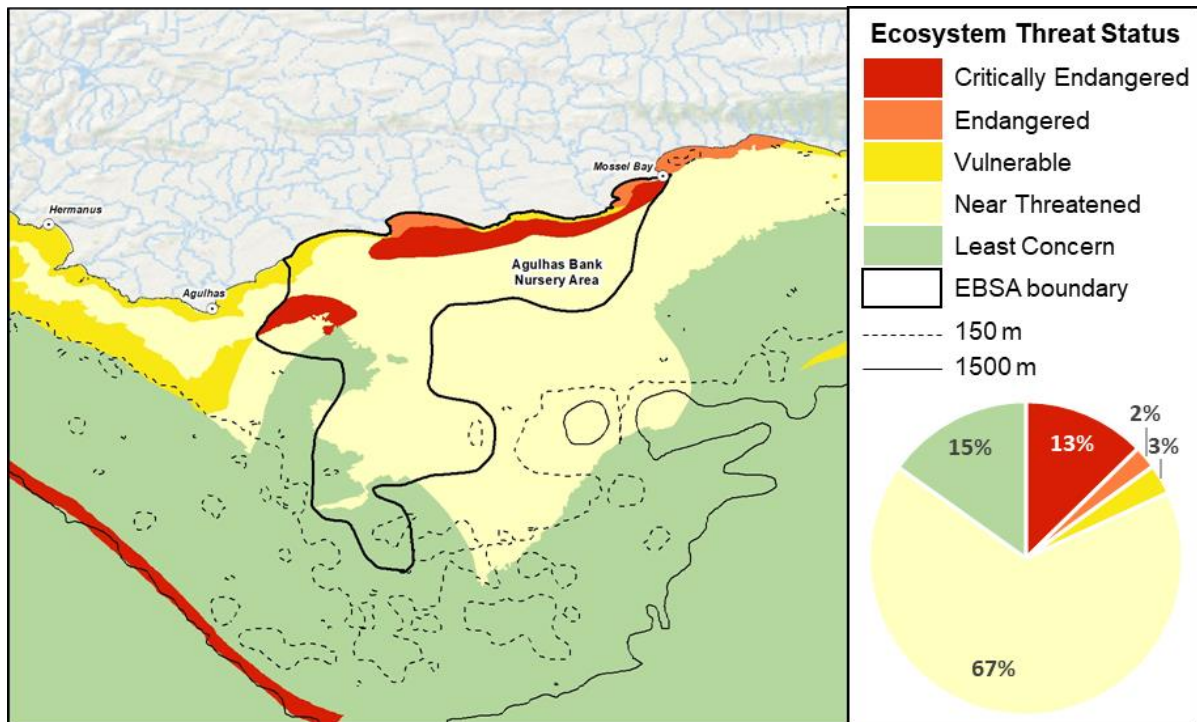 Hermanus
Agulhas
Mossel Bay
Agulhas Bank
Nursery Area
Ecosystem Threat Status
Critically Endangered
Endangered
Vulnerable
Near Threatened
Least Concern
EBSA boundary
150 m
1500 m
2%
3%
13%
15%
67%